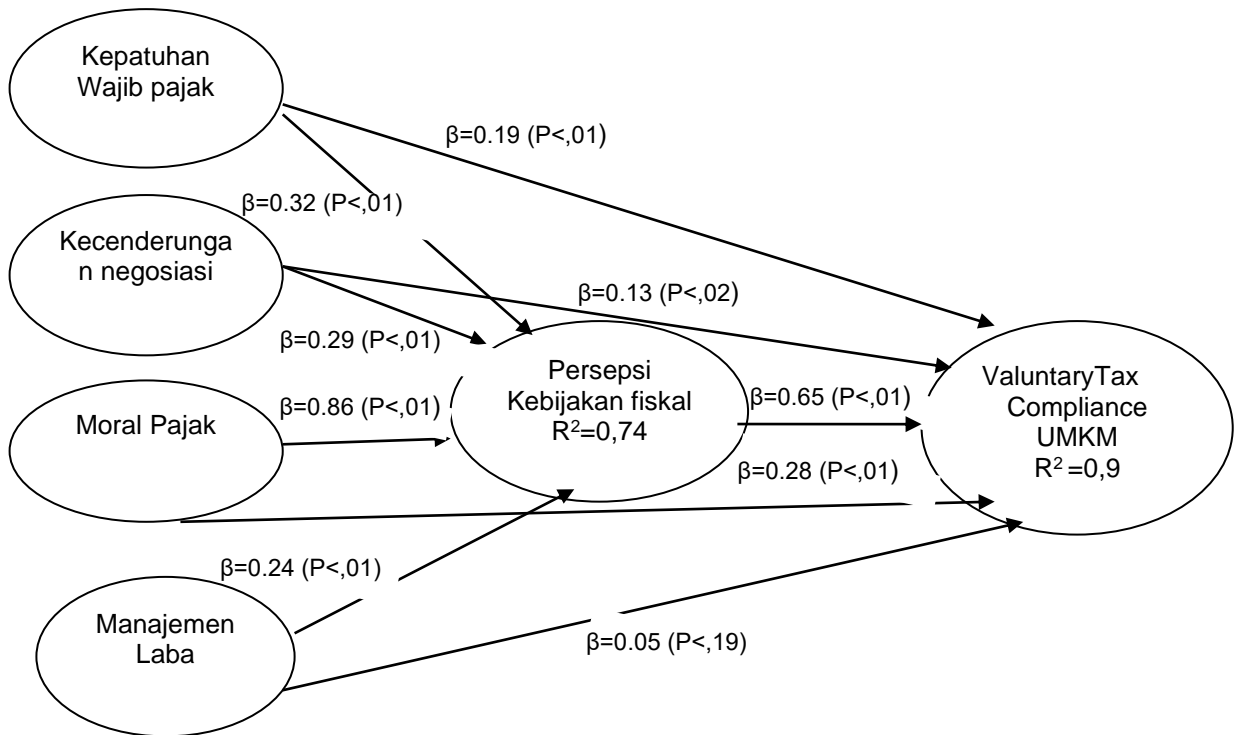 Kepatuhan
Wajib pajak
β=0.19 (P<,01)
β=0.32 (P<,01)
Kecenderunga
n negosiasi
β=0.13 (P<,02)
β=0.29 (P<,01)
Persepsi
Kebijakan fiskal
R²=0,74
ValuntaryTax
Compliance
UMKM
R² =0,9
β=0.86 (P<,01)
β=0.65 (P<,01)
Moral Pajak
β=0.28 (P<,01)
β=0.24 (P<,01)
Manajemen
Laba
β=0.05 (P<,19)